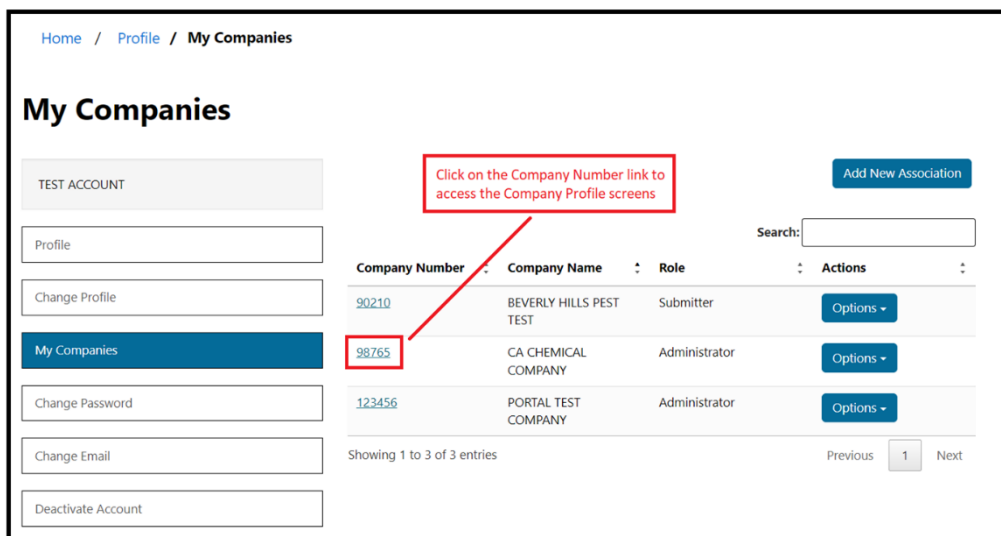 Home / Profile / My Companies
My Companies
TEST ACCOUNT
Profile
Change Profile
My Companies
Change Password
Change Email
Deactivate Account
Click on the Company Number link to
access the Company Profile screens
Add New Association
Search:
Company Number Company Name Role Actions
90210 BEVERLY HILLS PEST Submitter Options
TEST
98765 CA CHEMICAL Administrator Options
COMPANY
123456 PORTAL TEST Administrator Options
COMPANY
Showing 1 to 3 of 3 entries Previous 1 Next